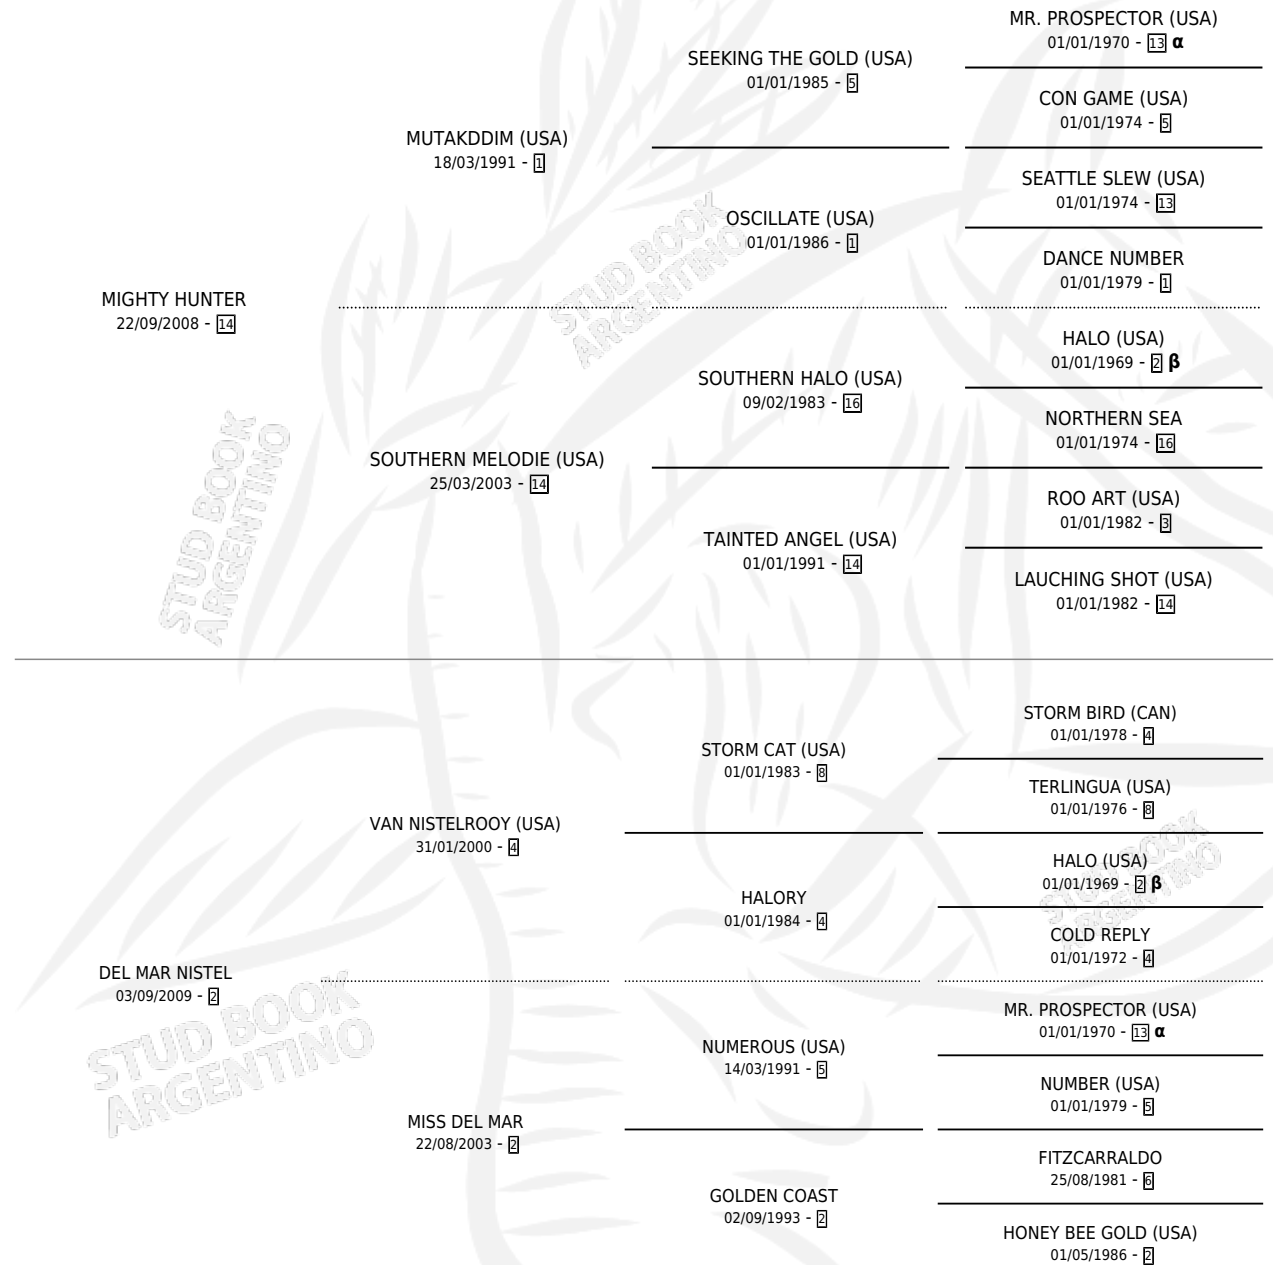 MR. PROSPECTOR (USA)
01/01/1970 - 13 α
SEEKING THE GOLD (USA)
01/01/1985 - 5
CON GAME (USA)
01/01/1974 - 5
MUTAKDDIM (USA)
18/03/1991 - 1
SEATTLE SLEW (USA)
01/01/1974 - 13
OSCILLATE (USA)
01/01/1986 - 1
DANCE NUMBER
01/01/1979 - 1
MIGHTY HUNTER
22/09/2008 - 14
HALO (USA)
01/01/1969 - 2 β
SOUTHERN HALO (USA)
09/02/1983 - 16
NORTHERN SEA
01/01/1974 - 16
SOUTHERN MELODIE (USA)
25/03/2003 - 14
ROO ART (USA)
01/01/1982 - 3
TAINTED ANGEL (USA)
01/01/1991 - 14
LAUCHING SHOT (USA)
01/01/1982 - 14
STORM BIRD (CAN)
01/01/1978 - 4
STORM CAT (USA)
01/01/1983 - 8
TERLINGUA (USA)
01/01/1976 - 8
VAN NISTELROOY (USA)
31/01/2000 - 4
HALO (USA)
01/01/1969 - 2 β
HALORY
01/01/1984 - 4
COLD REPLY
01/01/1972 - 4
DEL MAR NISTEL
03/09/2009 - 2
MR. PROSPECTOR (USA)
01/01/1970 - 13 α
NUMEROUS (USA)
14/03/1991 - 5
NUMBER (USA)
01/01/1979 - 5
MISS DEL MAR
22/08/2003 - 2
FITZCARRALDO
25/08/1981 - 6
GOLDEN COAST
02/09/1993 - 2
HONEY BEE GOLD (USA)
01/05/1986 - 2
STUD BOOK
ARGENTINO
STUD BOOK
ARGENTINO
STUD BOOK
ARGENTINO
STUD BOOK
ARGENTINO